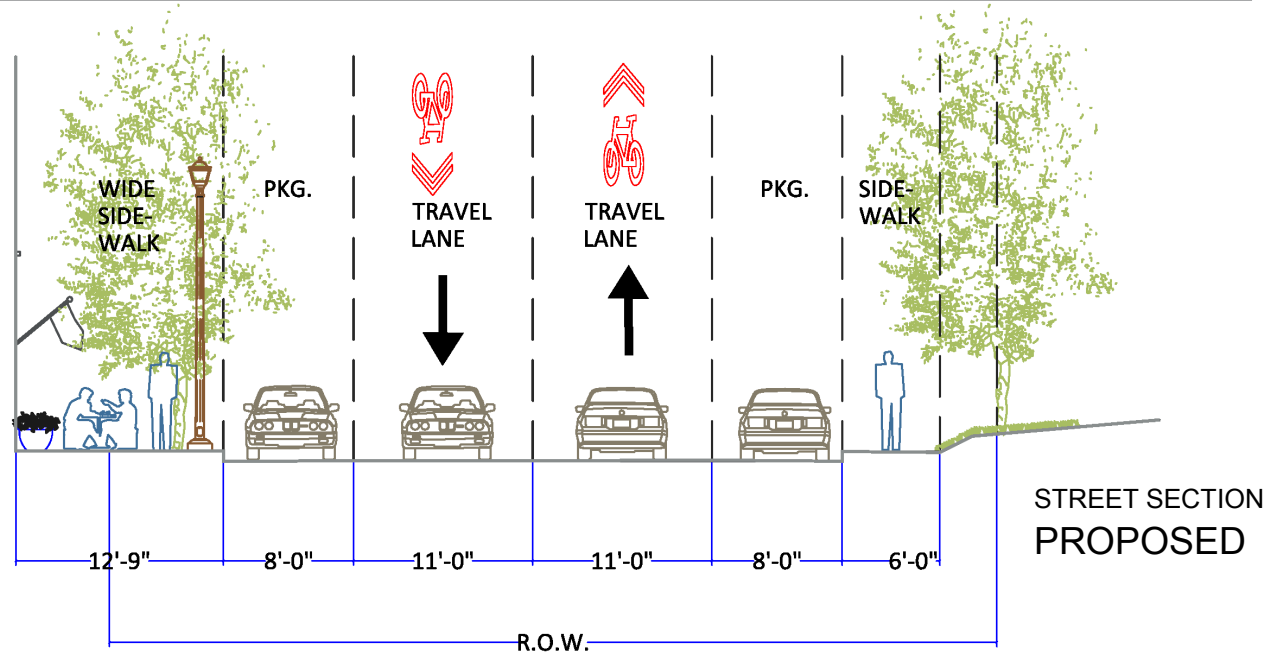 WIDE
SIDE-
WALK
PKG.
TRAVEL
LANE
TRAVEL
LANE
PKG.
SIDE-
WALK
12'-9"
8'-0"
11'-0"
11'-0"
8'-0"
6'-0"
R.O.W.
STREET SECTION
PROPOSED